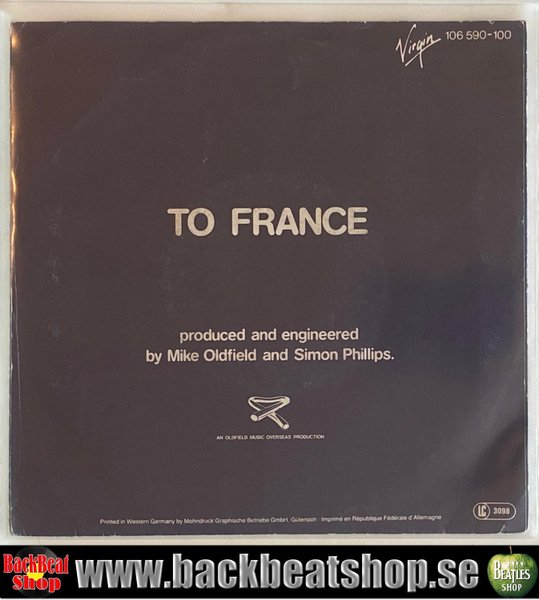 Virgin 106 590-100
TO FRANCE
produced and engineered
by Mike Oldfield and Simon Phillips.
AN OLDFIELD MUSIC OVERSEAS PRODUCTION
LC 3098
Printed in Western Germany by Mohndruck Graphische Betriebe GmbH, Gütersloh · Imprimé en République Fédérale d'Allemagne
BackBeat
Shop
www.backbeatshop.se
THE
BEATLES
SHOP